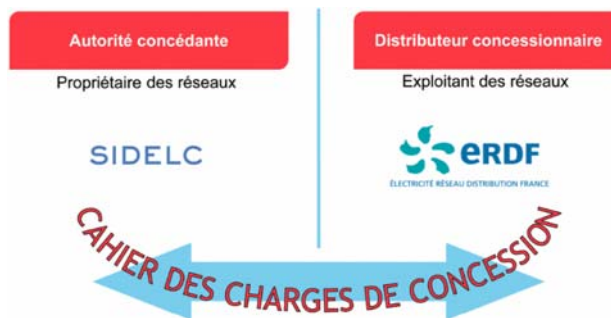 Autorité concédante
Propriétaire des réseaux
SIDELC
Distributeur concessionnaire
Exploitant des réseaux
eRDF
ÉLECTRICITÉ RÉSEAU DISTRIBUTION FRANCE
CAHIER DES CHARGES DE CONCESSION